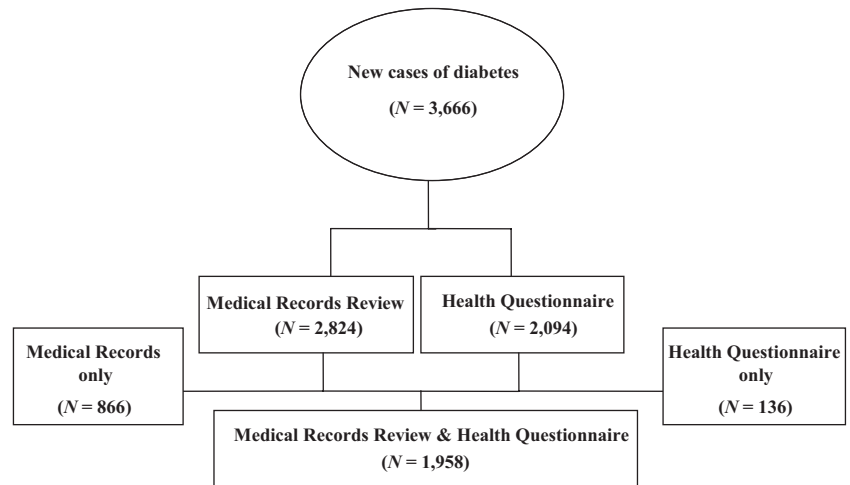 New cases of diabetes
(N = 3,666)
Medical Records Review
(N = 2,824)
Health Questionnaire
(N = 2,094)
Medical Records
only
(N = 866)
Health Questionnaire
only
(N = 136)
Medical Records Review & Health Questionnaire
(N = 1,958)